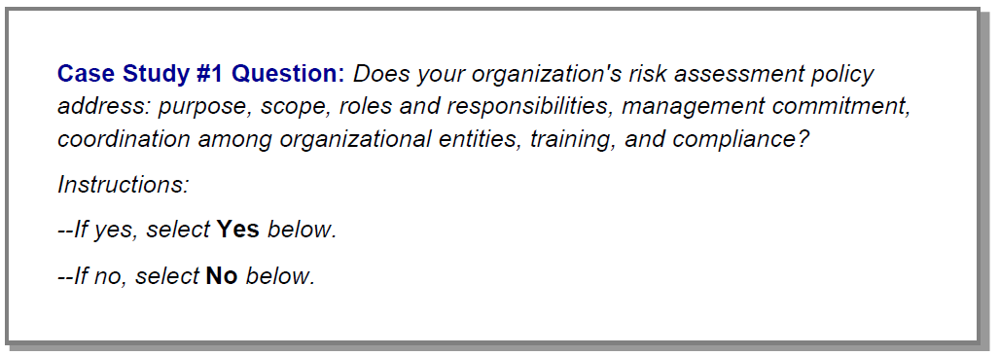 Case Study #1 Question: Does your organization's risk assessment policy
address: purpose, scope, roles and responsibilities, management commitment,
coordination among organizational entities, training, and compliance?
Instructions:
--If yes, select Yes below.
--If no, select No below.